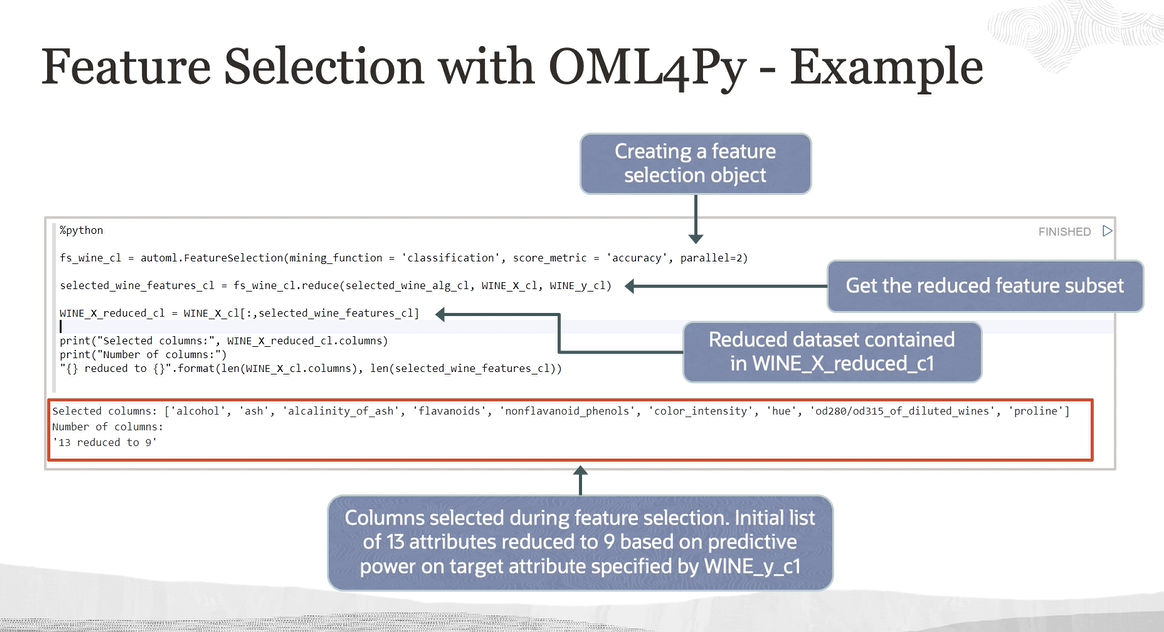 Feature Selection with OML4Py - Example
Creating a feature
selection object
%python
FINISHED
fs_wine_cl = automl.FeatureSelection(mining_function = 'classification', score_metric = 'accuracy', parallel=2)
selected_wine_features_cl = fs_wine_cl.reduce(selected_wine_alg_cl, WINE_X_cl, WINE_y_cl)
Get the reduced feature subset
WINE_X_reduced_cl = WINE_X_cl[:,selected_wine_features_cl]
Reduced dataset contained
in WINE_X_reduced_c1
print("Selected columns:", WINE_X_reduced_cl.columns)
print("Number of columns:")
"{} reduced to {}".format(len(WINE_X_cl.columns), len(selected_wine_features_cl))
Selected columns: ['alcohol', 'ash', 'alcalinity_of_ash', 'flavanoids', 'nonflavanoid_phenols', 'color_intensity', 'hue', 'od280/od315_of_diluted_wines', 'proline']
Number of columns:
'13 reduced to 9'
Columns selected during feature selection. Initial list
of 13 attributes reduced to 9 based on predictive
power on target attribute specified by WINE_y_c1